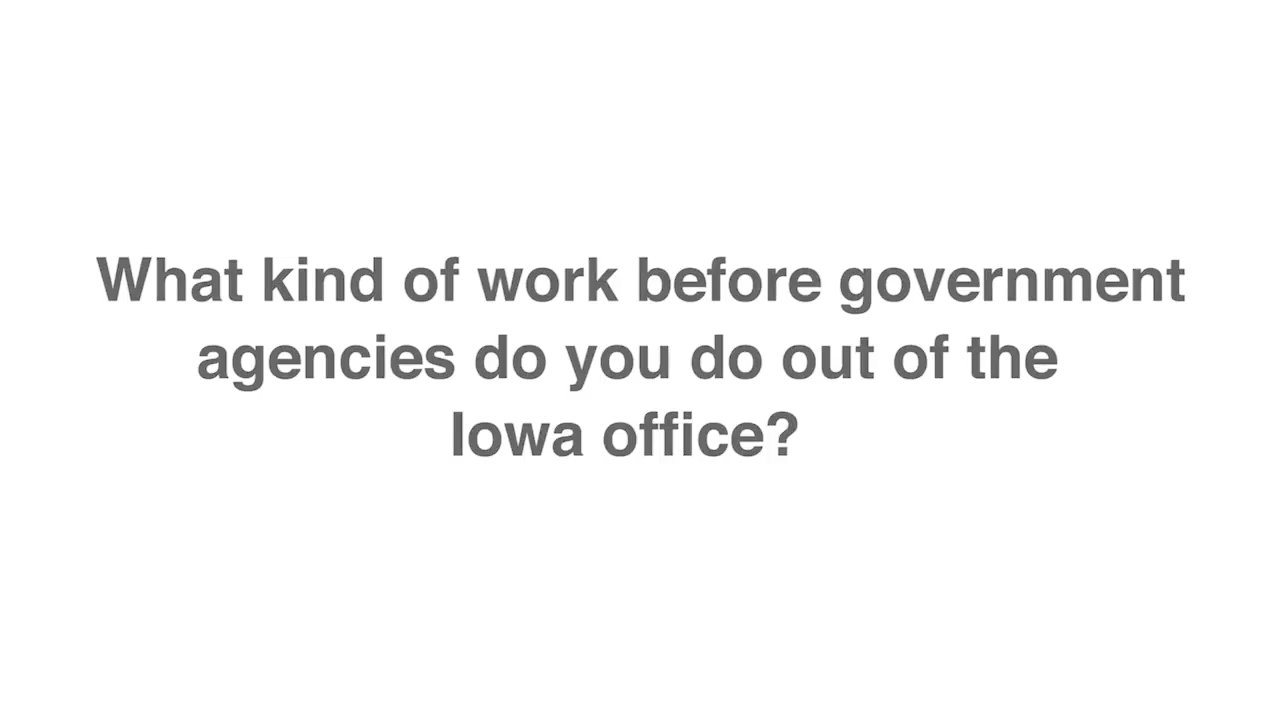 What kind of work before government
agencies do you do out of the
Iowa office?